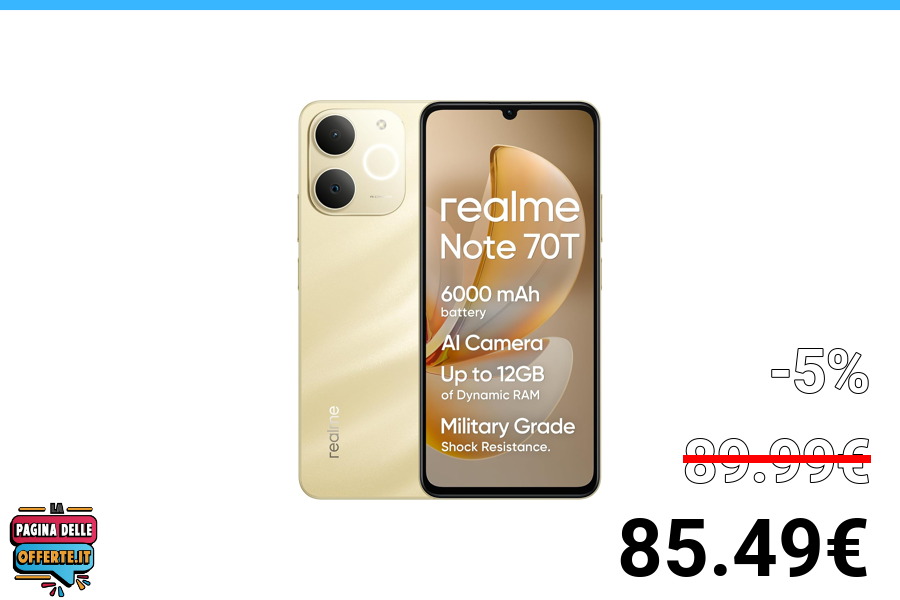 realme
realme
Note 70T
6000 mAh
battery
AI Camera
Up to 12GB
of Dynamic RAM
Military Grade
Shock Resistance.
-5%
89.99€
85.49€
LA
PAGINA DELLE
OFFERTE.IT